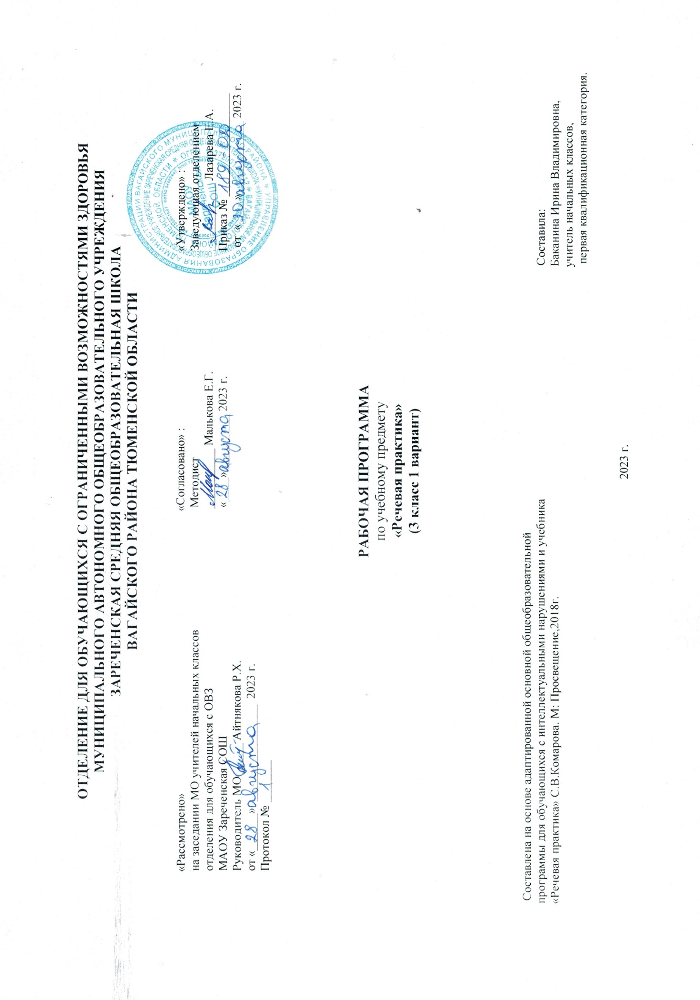 ОТДЕЛЕНИЕ ДЛЯ ОБУЧАЮЩИХСЯ С ОГРАНИЧЕННЫМИ ВОЗМОЖНОСТЯМИ ЗДОРОВЬЯ
МУНИЦИПАЛЬНОГО АВТОНОМНОГО ОБЩЕОБРАЗОВАТЕЛЬНОГО УЧРЕЖДЕНИЯ
ЗАРЕЧЕНСКАЯ СРЕДНЯЯ ОБЩЕОБРАЗОВАТЕЛЬНАЯ ШКОЛА
ВАГАЙСКОГО РАЙОНА ТЮМЕНСКОЙ ОБЛАСТИ
«Рассмотрено»
на заседании МО учителей начальных классов
отделения для обучающихся с ОВЗ
МАОУ Зареченская СОШ
Руководитель МО Айтнякова Р.Х.
от « 28 » августа 2023 г.
Протокол № 1
«Согласовано» :
Методист
Малькова Е.Г.
« 28 » августа 2023 г.
«Утверждено» :
Заведующая отделением
Лазарева Е.А.
Приказ № 189-ОД
от « 30 » августа 2023 г.
РАБОЧАЯ ПРОГРАММА
по учебному предмету
«Речевая практика»
(3 класс 1 вариант)
Составлена на основе адаптированной основной общеобразовательной
программы для обучающихся с интеллектуальными нарушениями и учебника
«Речевая практика» С.В.Комарова. М: Просвещение,2018г.
Составила:
Баканина Ирина Владимировна,
учитель начальных классов,
первая квалификационная категория.
2023 г.